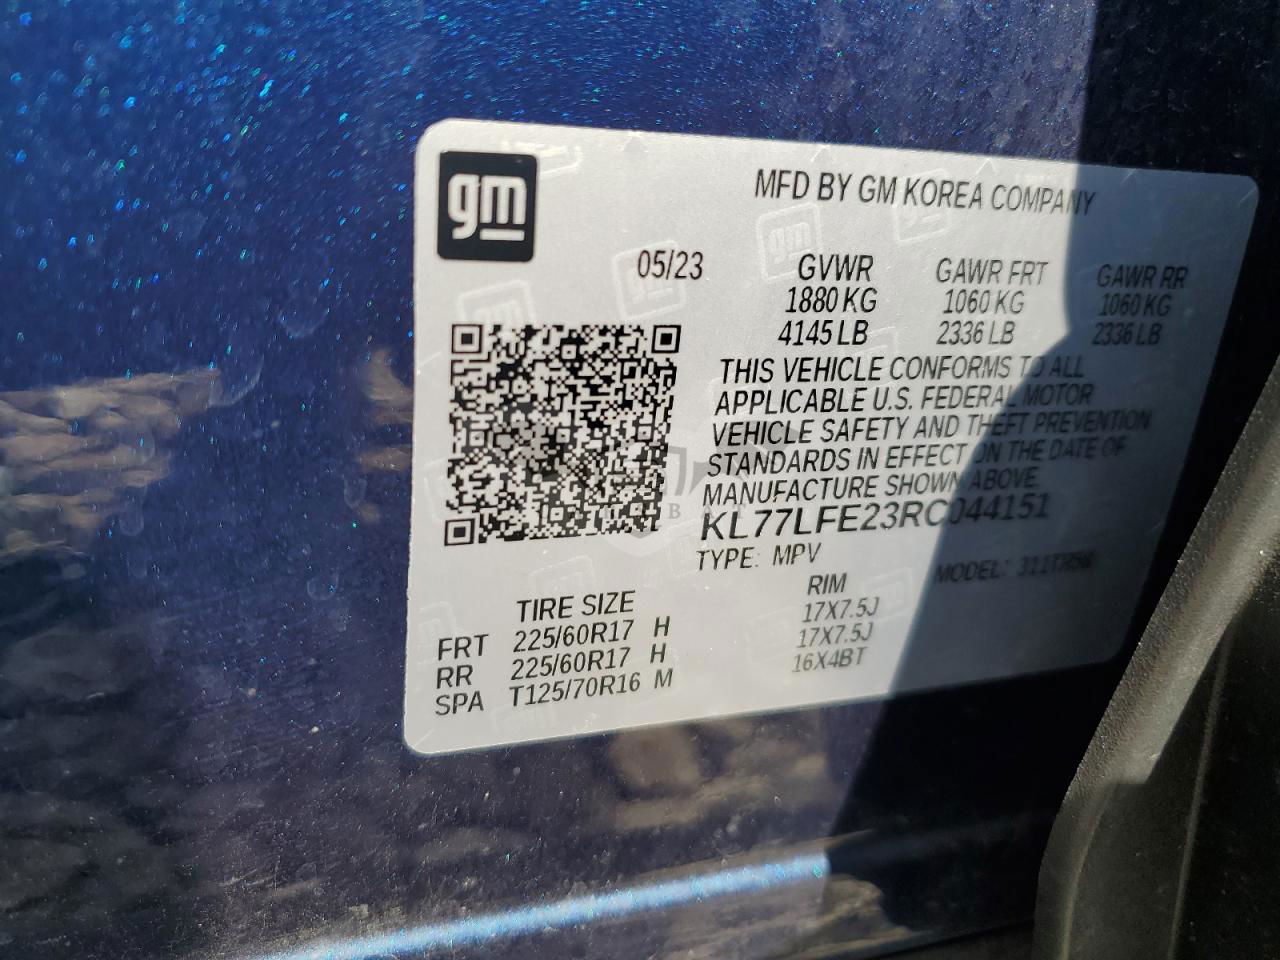 gm
MFD BY GM KOREA COMPANY
05/23 GVWR GAWR FRT GAWR RR
1880 KG 1060 KG 1060 KG
4145 LB 2336 LB 2336 LB
THIS VEHICLE CONFORMS TO ALL
APPLICABLE U.S. FEDERAL MOTOR
VEHICLE SAFETY AND THEFT PREVENTION
STANDARDS IN EFFECT ON THE DATE OF
MANUFACTURE SHOWN ABOVE
KL77LFE23RC044151
TYPE: MPV MODEL:
TIRE SIZE RIM
FRT 225/60R17 H 17X7.5J
RR 225/60R17 H 17X7.5J
SPA T125/70R16 M 16X4BT